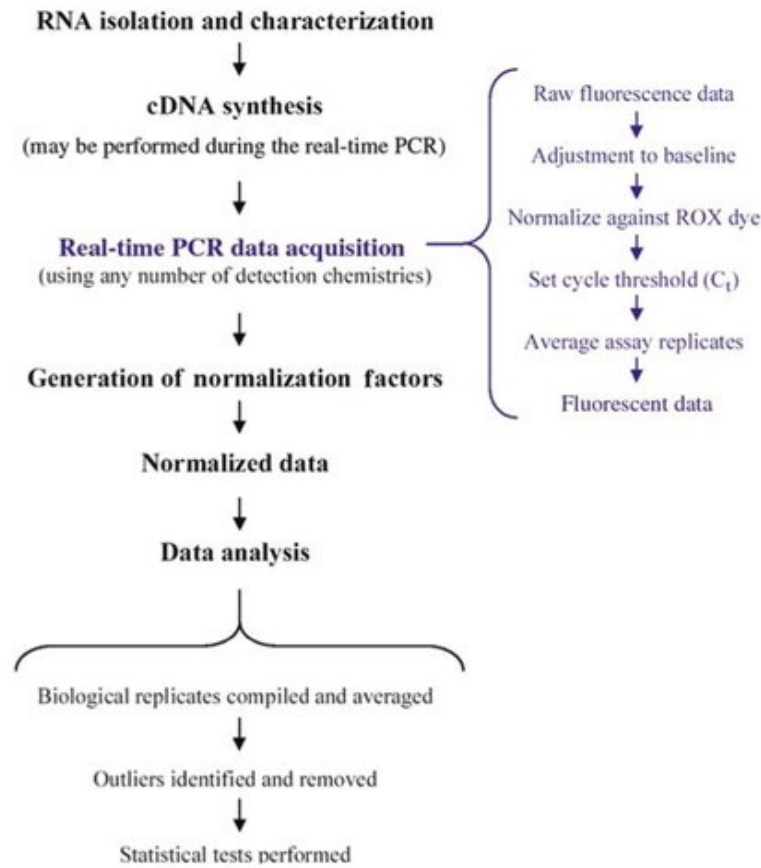 RNA isolation and characterization
cDNA synthesis
(may be performed during the real-time PCR)
Real-time PCR data acquisition
(using any number of detection chemistries)
Raw fluorescence data
Adjustment to baseline
Normalize against ROX dye
Set cycle threshold (Ct)
Average assay replicates
Fluorescent data
Generation of normalization factors
Normalized data
Data analysis
Biological replicates compiled and averaged
Outliers identified and removed
Statistical tests performed